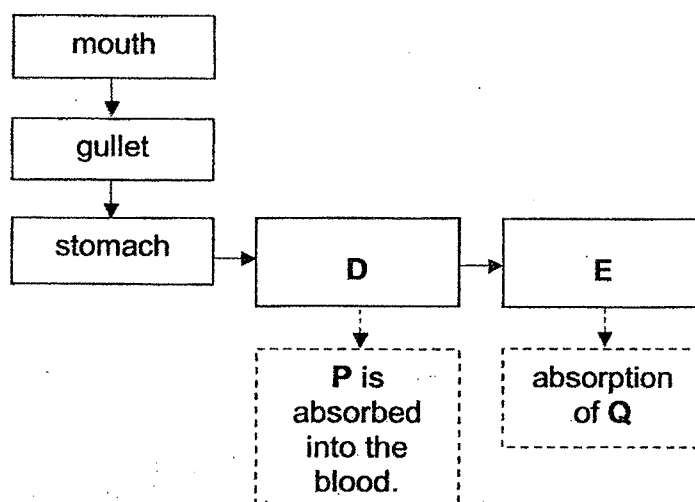 mouth
gullet
stomach
D
E
P is
absorbed
into the
blood.
absorption
of Q